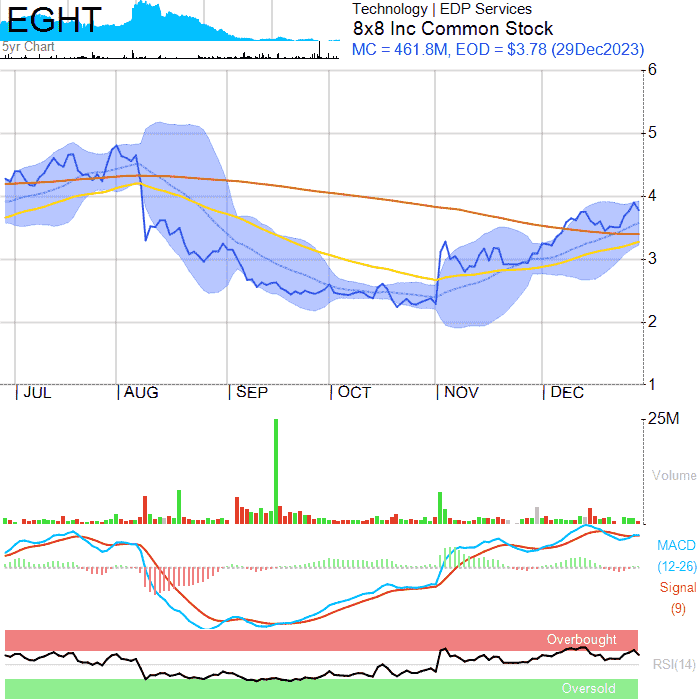 EGHT
5yr Chart
Technology | EDP Services
8x8 Inc Common Stock
MC = 461.8M, EOD = $3.78 (29Dec2023)
6
5
4
3
2
1
JUL AUG SEP OCT NOV DEC
25M
Volume
MACD
(12-26)
Signal
(9)
Overbought
RSI(14)
Oversold